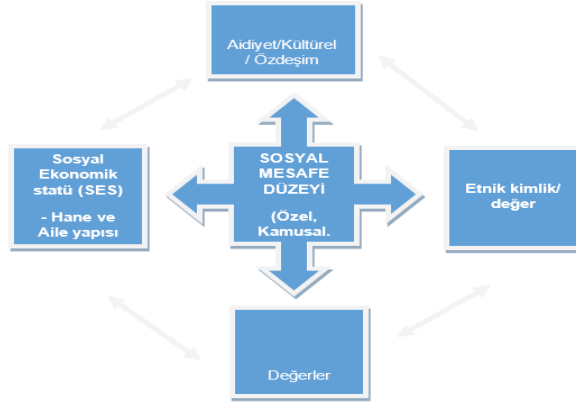 Aidiyet/Kültürel
/ Özdeşim
Sosyal
Ekonomik
statü (SES)
- Hane ve
Aile yapısı
SOSYAL
MESAFE
DÜZEYİ
(Özel,
Kamusal.
Etnik kimlik/
değer
Değerler